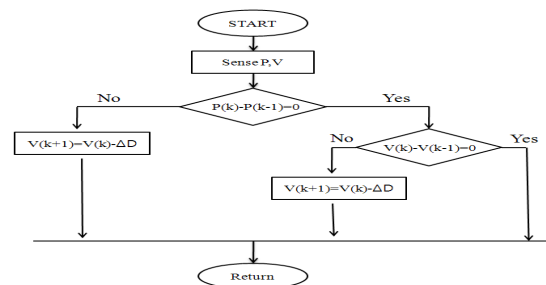 START
Sense P,V
P(k)-P(k-1)=0
No
Yes
V(k+1)=V(k)-ΔD
No
V(k)-V(k-1)=0
Yes
V(k+1)=V(k)-ΔD
Return